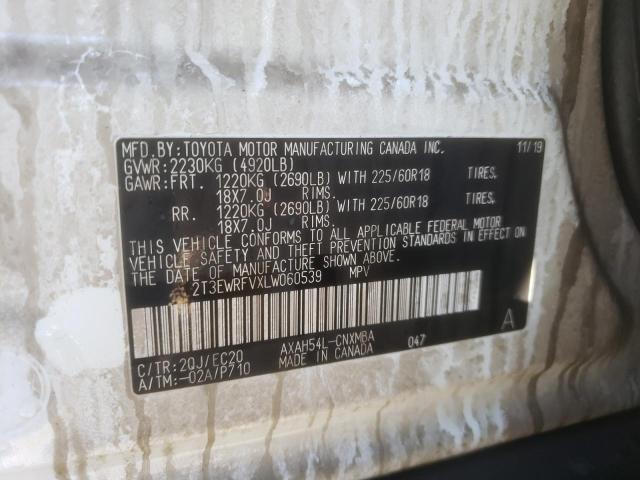 MFD.BY:TOYOTA MOTOR MANUFACTURING CANADA INC. 11/19
GVWR:2230KG (4920LB)
GAWR:FRT. 1220KG (2690LB) WITH 225/60R18 TIRES,
18X7.0J RIMS.
RR. 1220KG (2690LB) WITH 225/60R18 TIRES,
18X7.0J RIMS.
THIS VEHICLE CONFORMS TO ALL APPLICABLE FEDERAL MOTOR
VEHICLE SAFETY AND THEFT PREVENTION STANDARDS IN EFFECT ON
THE DATE OF MANUFACTURE SHOWN ABOVE.
2T3EWRFVXLW060539 MPV
C/TR:2QJ/EC20 AXAH54L-CNXMBA 047 A
A/TM:-02A/P710 MADE IN CANADA